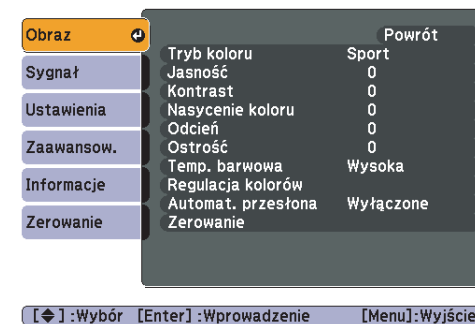 Obraz
Sygnał
Ustawienia
Zaawansow.
Informacje
Zerowanie
Powrót
Tryb koloru Sport
Jasność 0
Kontrast 0
Nasycenie koloru 0
Odcień 0
Ostrość 0
Temp. barwowa Wysoka
Regulacja kolorów
Automat. przesłona Wyłączone
Zerowanie
[◆] :Wybór [Enter] :Wprowadzenie [Menu]:Wyjście